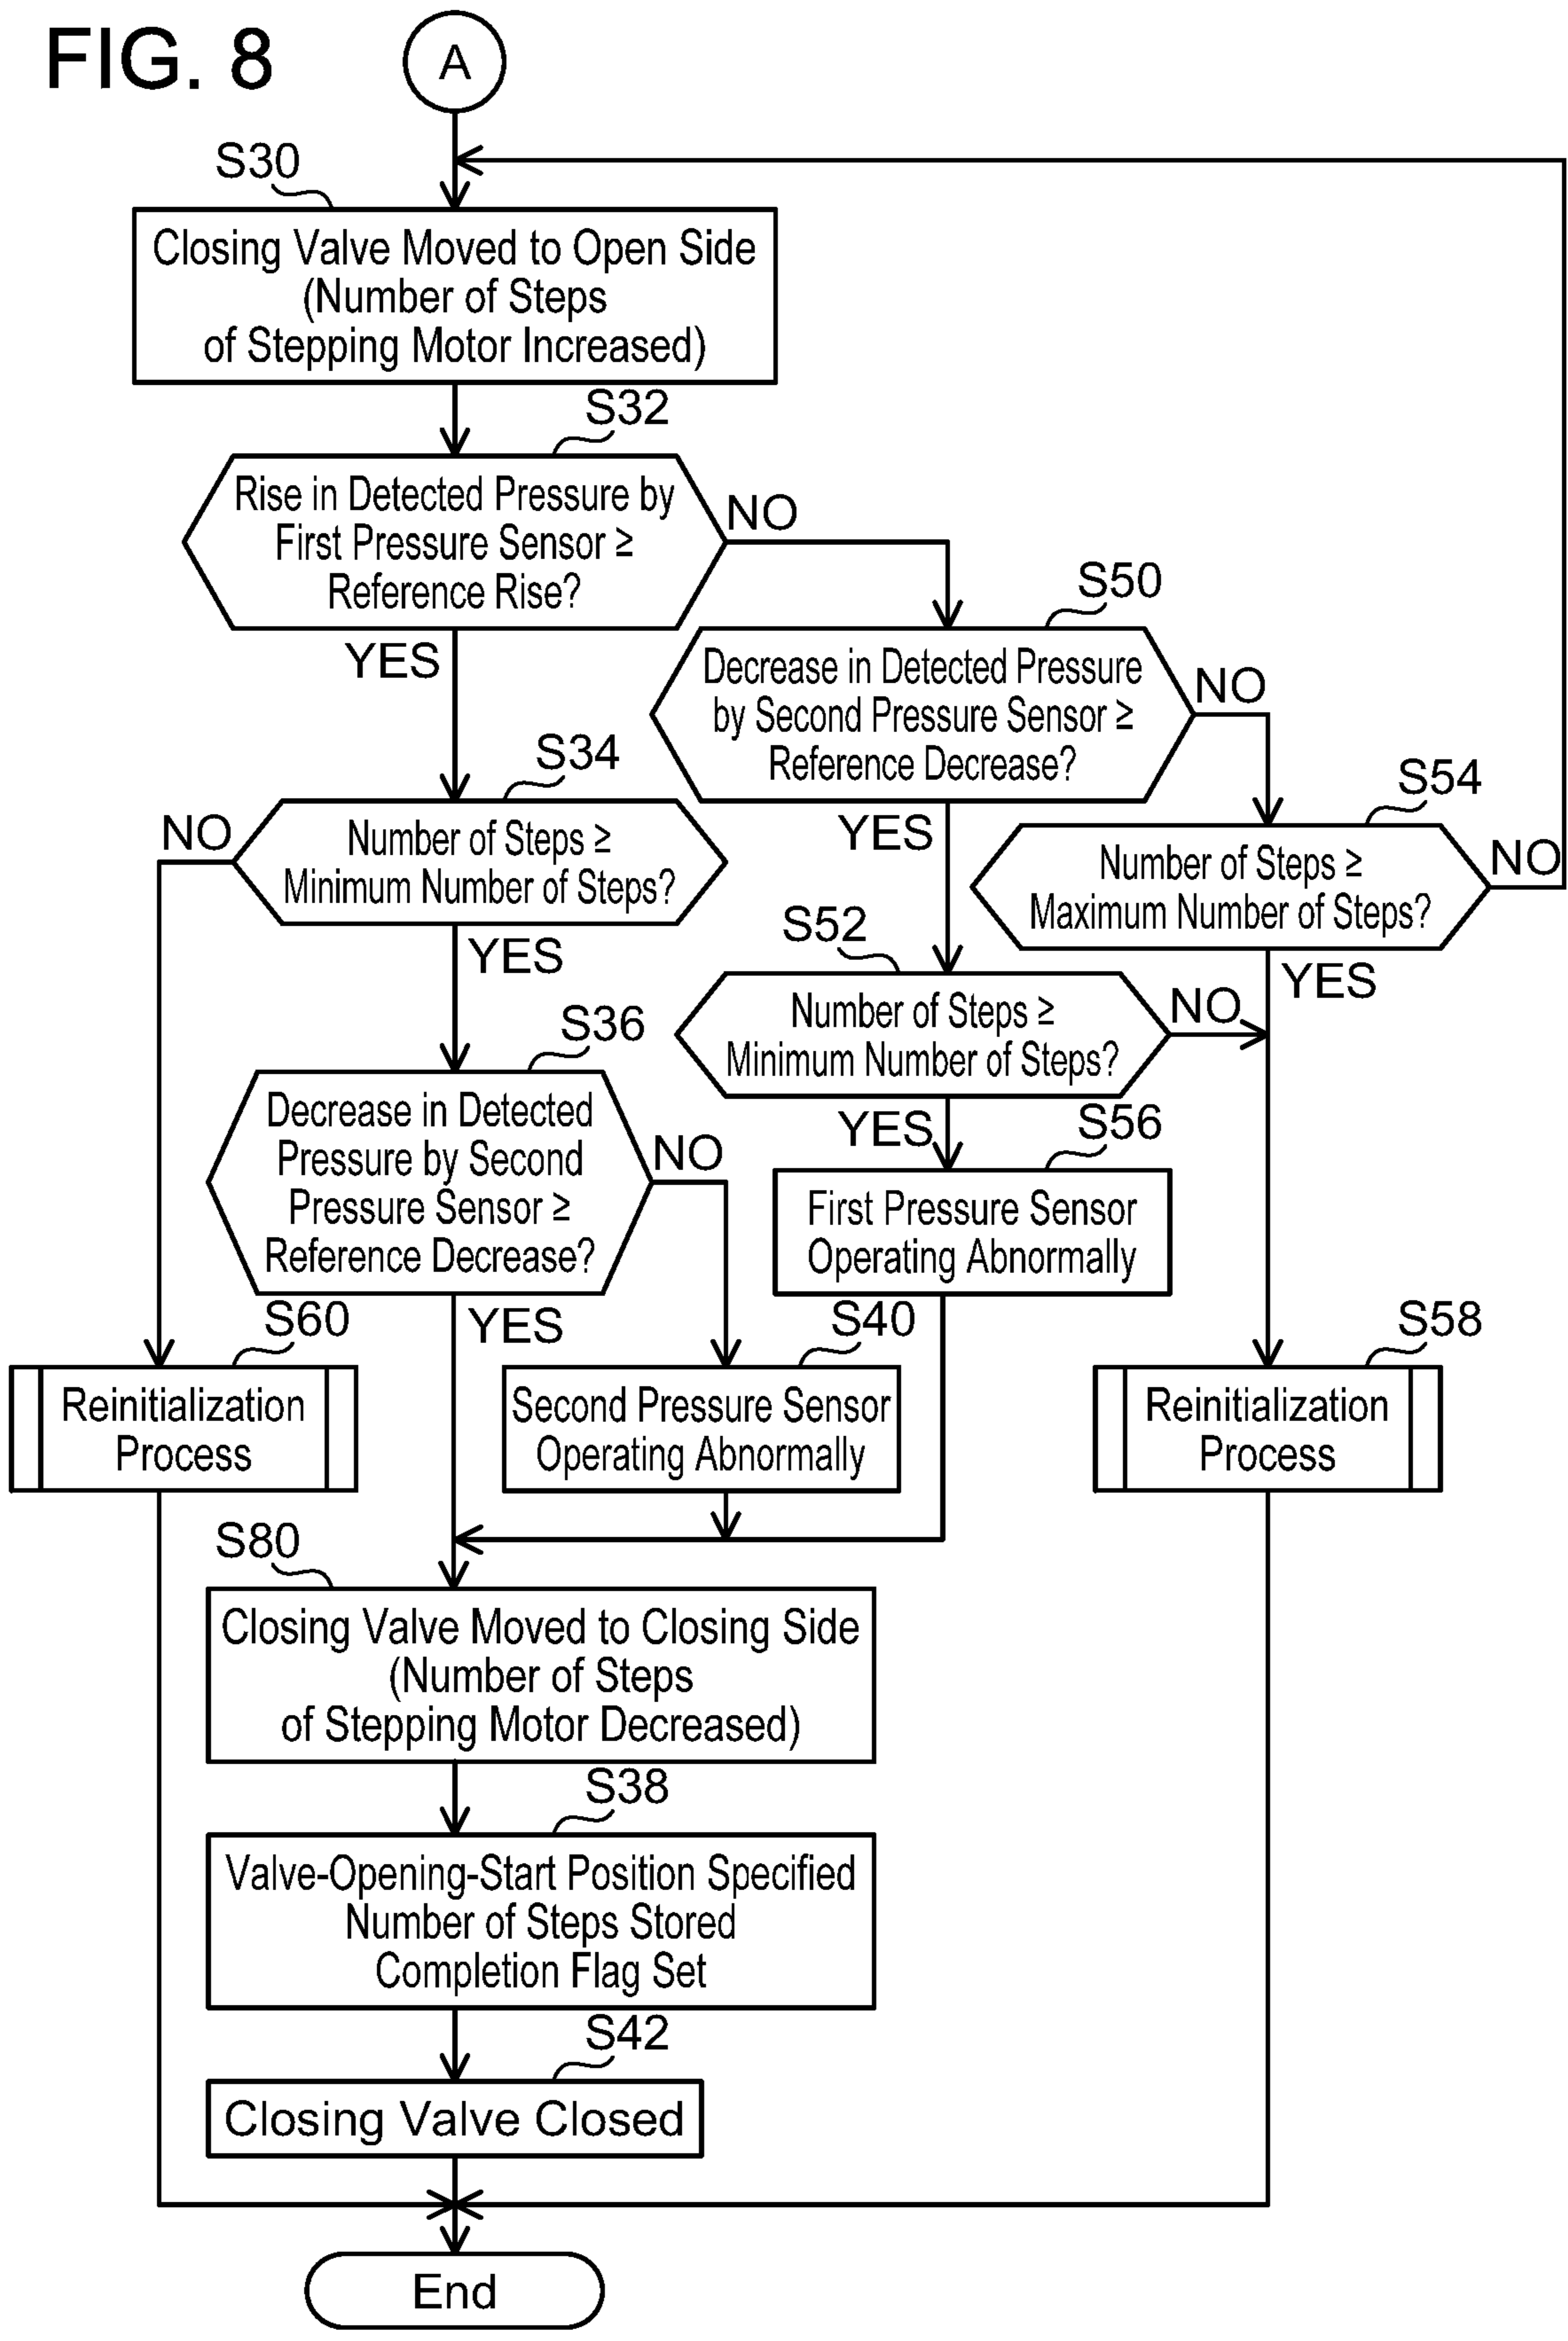 FIG. 8
A
S30
Closing Valve Moved to Open Side
(Number of Steps
of Stepping Motor Increased)
S32
Rise in Detected Pressure by
First Pressure Sensor ≥
Reference Rise?
NO
YES
S50
Decrease in Detected Pressure
by Second Pressure Sensor ≥
Reference Decrease?
NO
YES
S34
Number of Steps ≥
Minimum Number of Steps?
NO
YES
S54
Number of Steps ≥
Maximum Number of Steps?
NO
YES
S52
Number of Steps ≥
Minimum Number of Steps?
NO
YES
S36
Decrease in Detected
Pressure by Second
Pressure Sensor ≥
Reference Decrease?
NO
YES
S56
First Pressure Sensor
Operating Abnormally
S60
Reinitialization
Process
S40
Second Pressure Sensor
Operating Abnormally
S58
Reinitialization
Process
S80
Closing Valve Moved to Closing Side
(Number of Steps
of Stepping Motor Decreased)
S38
Valve-Opening-Start Position Specified
Number of Steps Stored
Completion Flag Set
S42
Closing Valve Closed
End